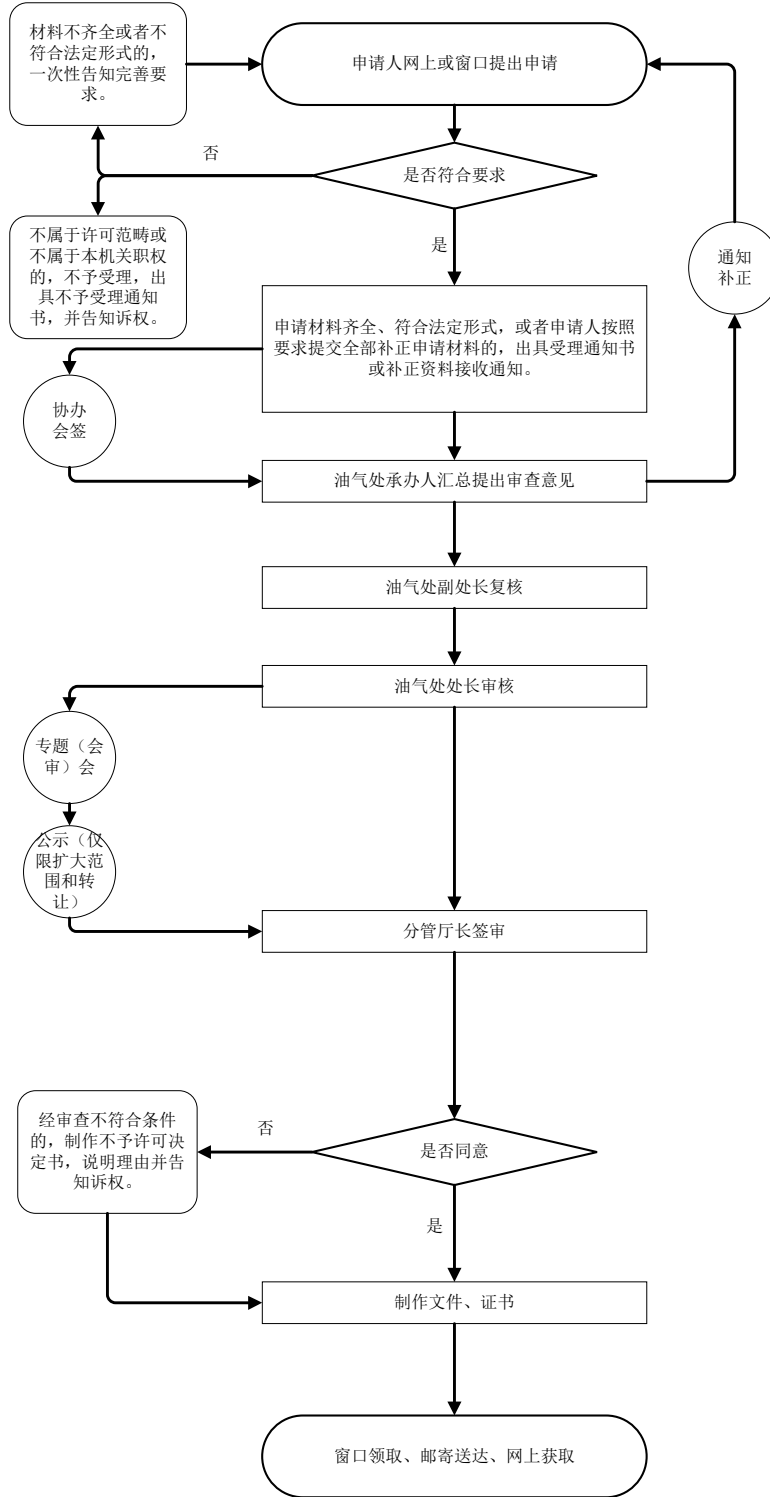 材料不齐全或者不
符合法定形式的，
一次性告知完善要
求。
申请人网上或窗口提出申请
否
是否符合要求
不属于许可范畴或
不属于本机关职权
的，不予受理，出
具不予受理通知
书，并告知诉权。
是
通知
补正
申请材料齐全、符合法定形式，或者申请人按照
要求提交全部补正申请材料的，出具受理通知书
或补正资料接收通知。
协办
会签
油气处承办人汇总提出审查意见
油气处副处长复核
油气处处长审核
专题（会
审）会
公示（仅
限扩大范
围和转
让）
分管厅长签审
经审查不符合条件
的，制作不予许可决
定书，说明理由并告
知诉权。
否
是否同意
是
制作文件、证书
窗口领取、邮寄送达、网上获取